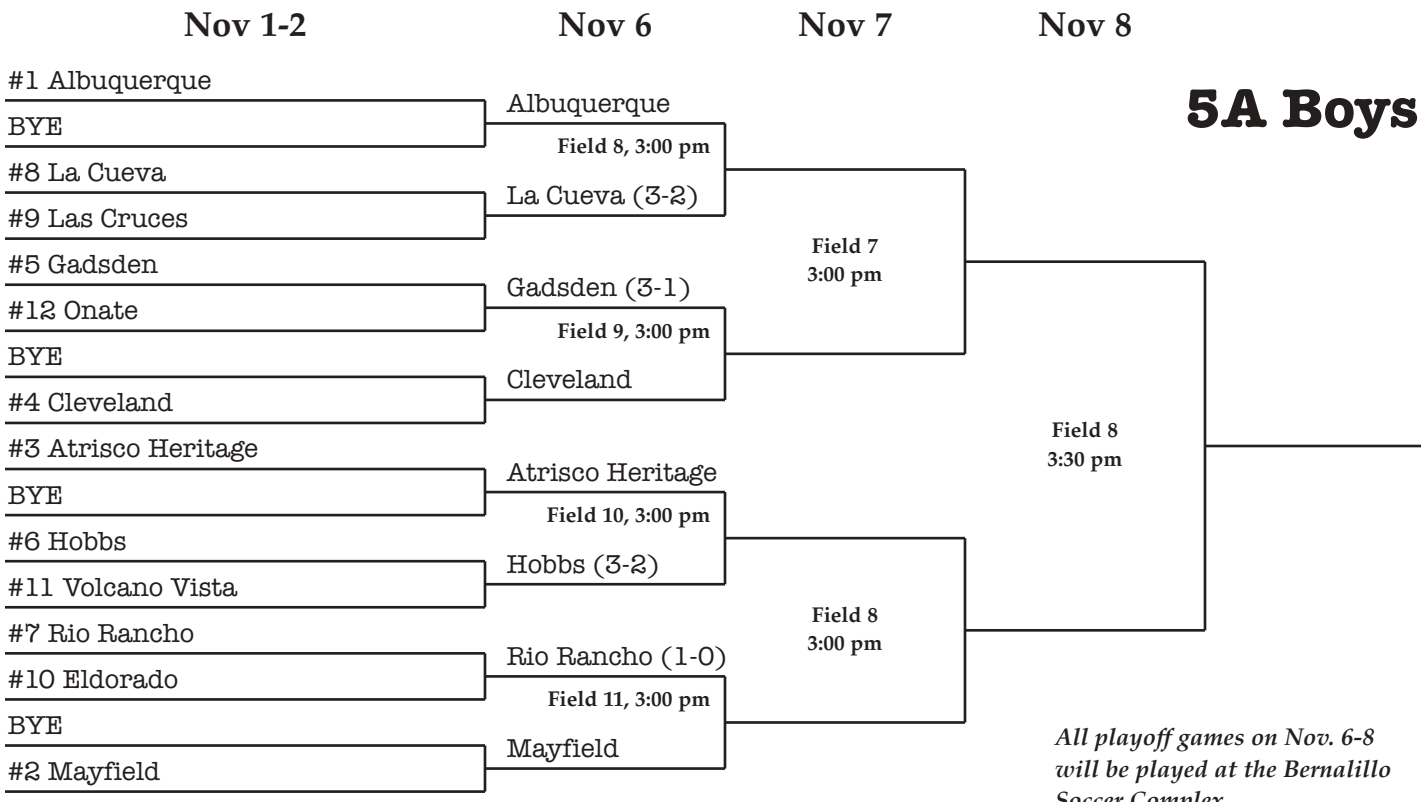 Nov 1-2 Nov 6 Nov 7 Nov 8
5A Boys
#1 Albuquerque
BYE
#8 La Cueva
#9 Las Cruces
#5 Gadsden
#12 Onate
BYE
#4 Cleveland
#3 Atrisco Heritage
BYE
#6 Hobbs
#11 Volcano Vista
#7 Rio Rancho
#10 Eldorado
BYE
#2 Mayfield
Albuquerque
Field 8, 3:00 pm
La Cueva (3-2)
Gadsden (3-1)
Field 9, 3:00 pm
Cleveland
Atrisco Heritage
Field 10, 3:00 pm
Hobbs (3-2)
Rio Rancho (1-0)
Field 11, 3:00 pm
Mayfield
Field 7
3:00 pm
Field 8
3:00 pm
Field 8
3:30 pm
All playoff games on Nov. 6-8
will be played at the Bernalillo
Soccer Complex